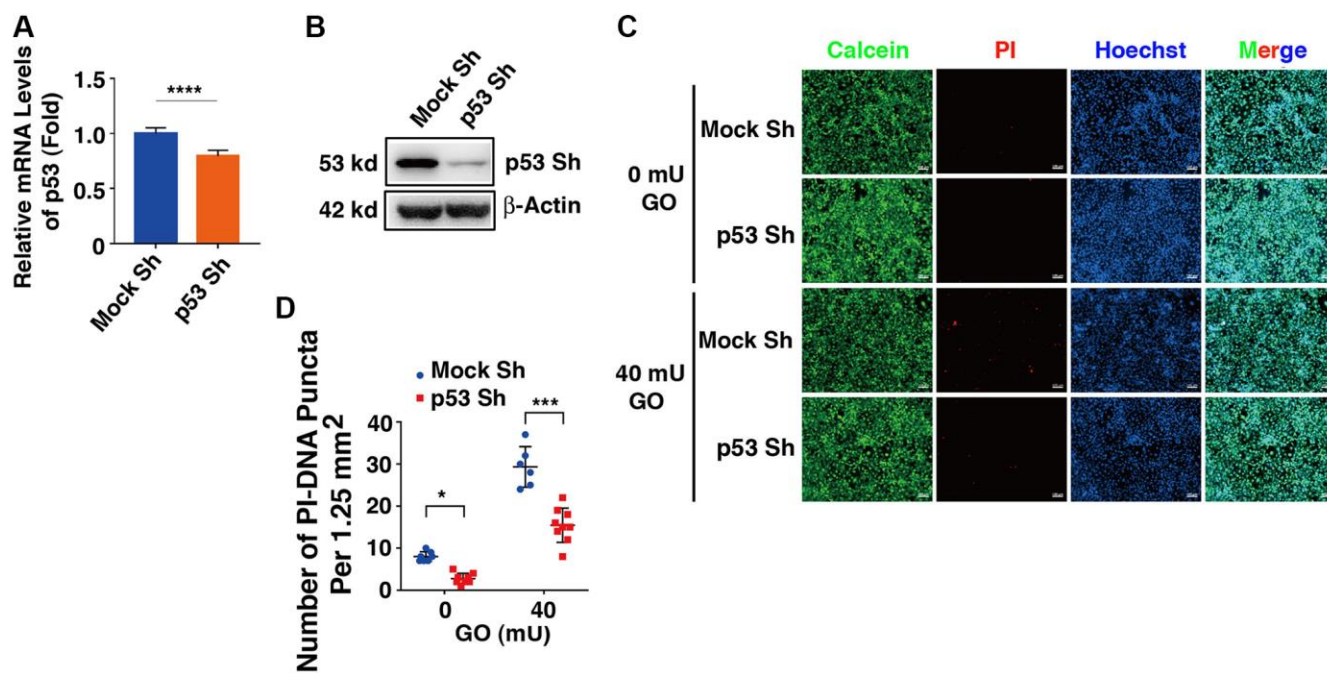 A
Relative mRNA Levels
of p53 (Fold)
1.5
1.0
0.5
0
****
Mock Sh
p53 Sh
B
Mock Sh
p53 Sh
53 kd
p53 Sh
42 kd
β-Actin
C
Calcein
PI
Hoechst
Merge
0 mU
GO
Mock Sh
p53 Sh
40 mU
GO
Mock Sh
p53 Sh
D
Number of PI-DNA Puncta
Per 1.25 mm²
Mock Sh
p53 Sh
40
30
20
10
0
*
***
0
40
GO (mU)